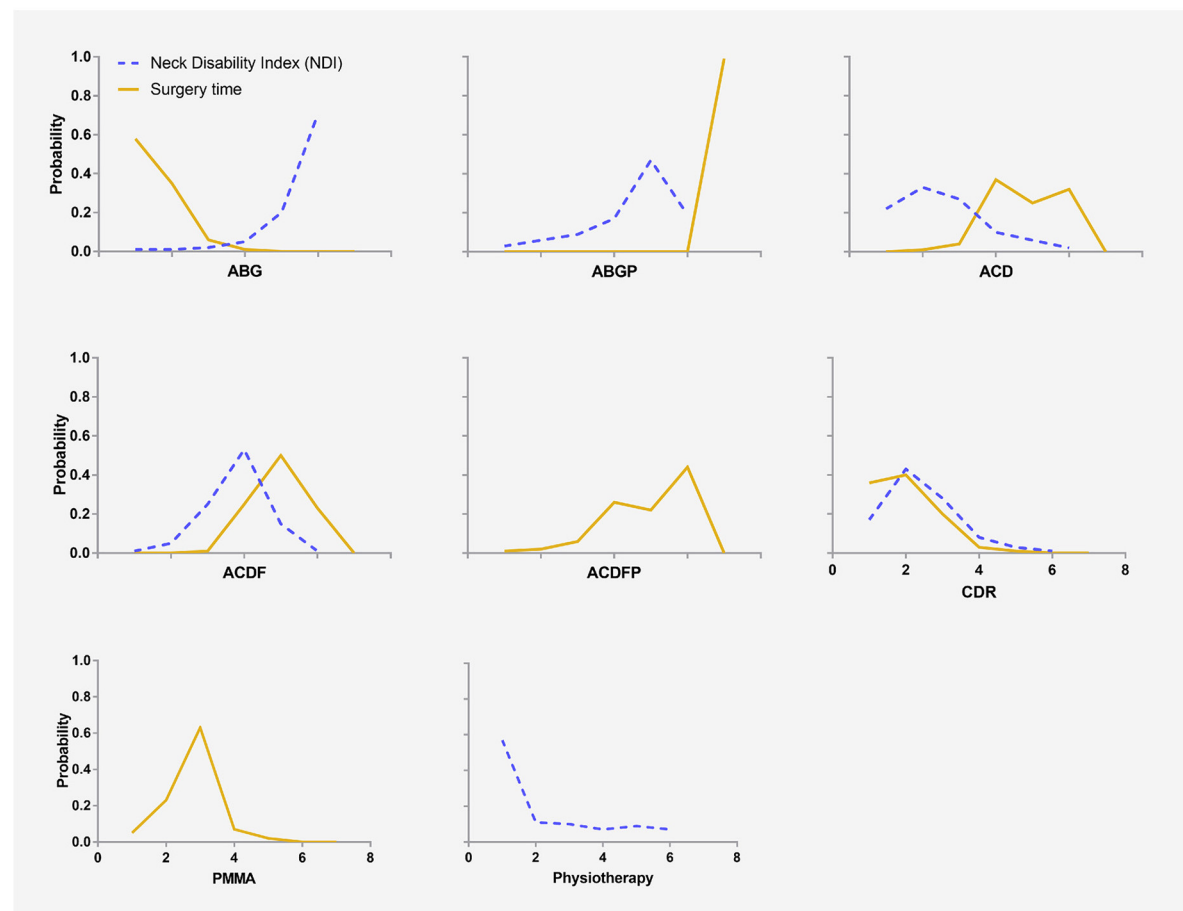 Neck Disability Index (NDI)
Surgery time
Probability
1.0
0.8
0.6
0.4
0.2
0.0
ABG
ABGP
ACD
Probability
1.0
0.8
0.6
0.4
0.2
0.0
ACDF
ACDFP
0 2 4 6 8
CDR
Probability
1.0
0.8
0.6
0.4
0.2
0.0
0 2 4 6 8
PMMA
0 2 4 6 8
Physiotherapy